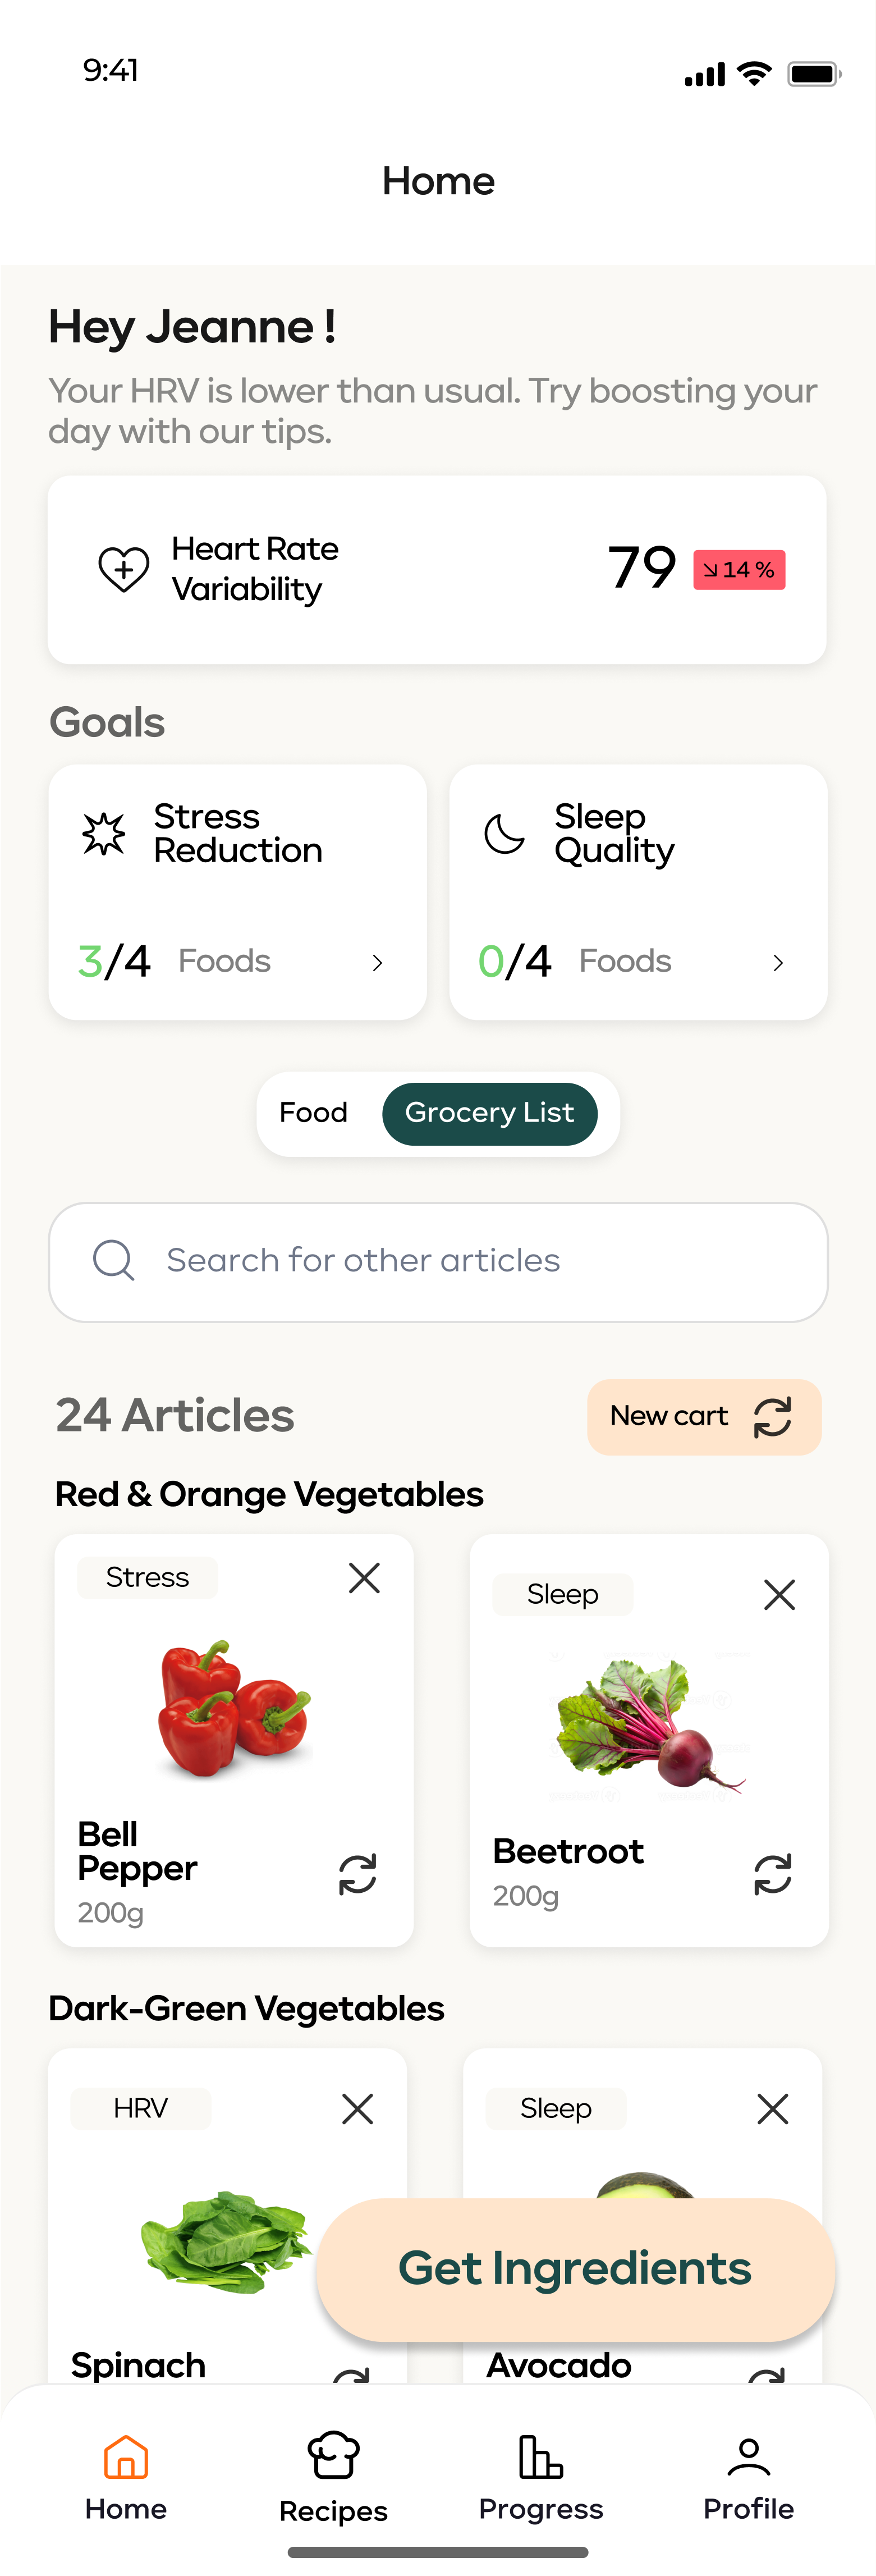 9:41
Home
Hey Jeanne !
Your HRV is lower than usual. Try boosting your
day with our tips.
Heart Rate
Variability
79
14 %
Goals
Stress
Reduction
3/4 Foods
Sleep
Quality
0/4 Foods
Food
Grocery List
Search for other articles
24 Articles
New cart
Red & Orange Vegetables
Stress
Bell
Pepper
200g
Sleep
Beetroot
200g
Dark-Green Vegetables
HRV
Spinach
Sleep
Avocado
Get Ingredients
Home
Recipes
Progress
Profile